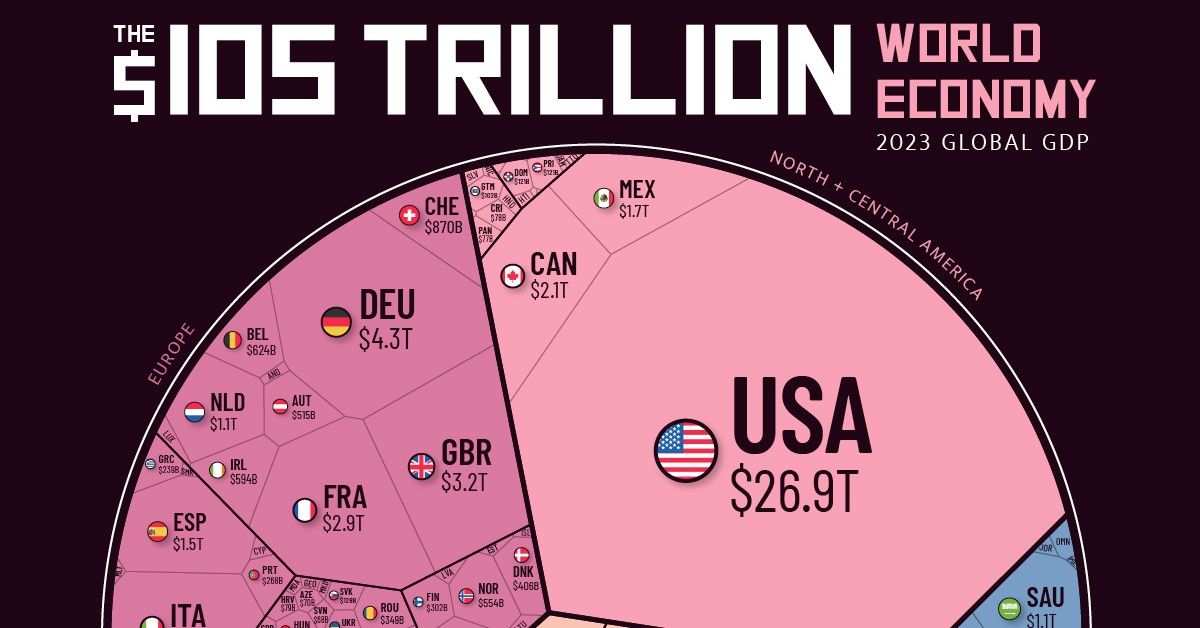 THE
$105 TRILLION
WORLD
ECONOMY
2023 GLOBAL GDP
NORTH + CENTRAL AMERICA
EUROPE
SLV
GTM
$102B
DOM
$121B
PRI
$121B
HND
HTI
CRI
$78B
PAN
$77B
MEX
$1.7T
CAN
$2.1T
USA
$26.9T
CHE
$870B
DEU
$4.3T
BEL
$624B
AND
NLD
$1.1T
AUT
$515B
LUX
GRC
$239B
SMR
IRL
$594B
GBR
$3.2T
FRA
$2.9T
ESP
$1.5T
CYP
PRT
$268B
ITA
GEO
AZE
$70B
HRV
$79B
SVK
$128B
SVN
$68B
HUN
UKR
ROU
$349B
LVA
EST
FIN
$302B
NOR
$554B
DNK
$406B
OMN
JOR
SAU
$1.1T